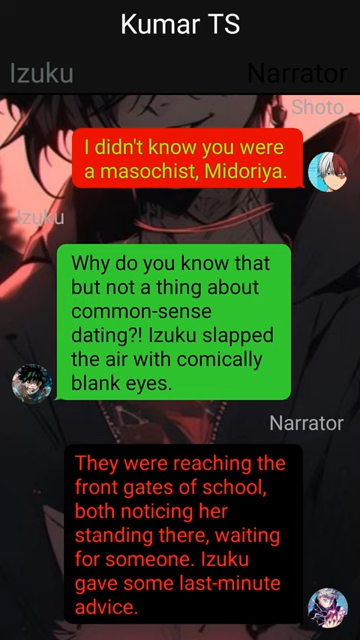 Kumar TS
Izuku
Narrator
Shoto
I didn't know you were
a masochist, Midoriya.
Izuku
Why do you know that
but not a thing about
common-sense
dating?! Izuku slapped
the air with comically
blank eyes.
Narrator
They were reaching the
front gates of school,
both noticing her
standing there, waiting
for someone. Izuku
gave some last-minute
advice.